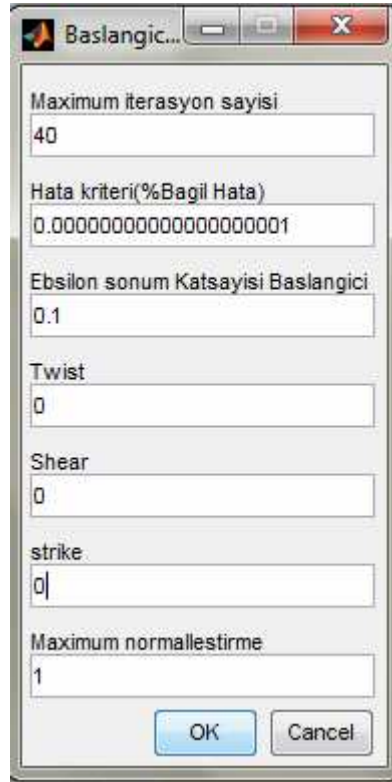 Baslangic...
Maximum iterasyon sayisi
40
Hata kriteri(%Bagil Hata)
0.00000000000000000001
Ebsilon sonum Katsayisi Baslangici
0.1
Twist
0
Shear
0
strike
0
Maximum normallestirme
1
OK Cancel